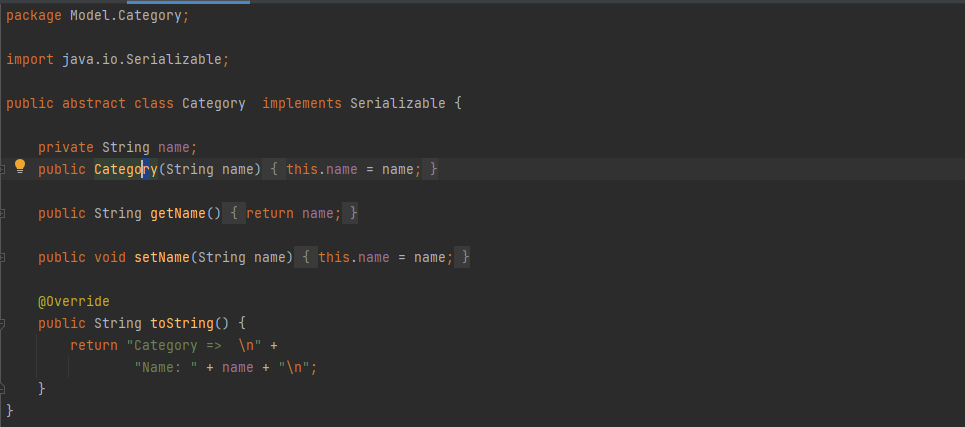 package Model.Category;
import java.io.Serializable;
public abstract class Category  implements Serializable {
private String name;
public Category(String name) { this.name = name; }
public String getName() { return name; }
public void setName(String name) { this.name = name; }
@Override
public String toString() {
return "Category =>  \n" +
"Name: " + name + "\n";
}
}